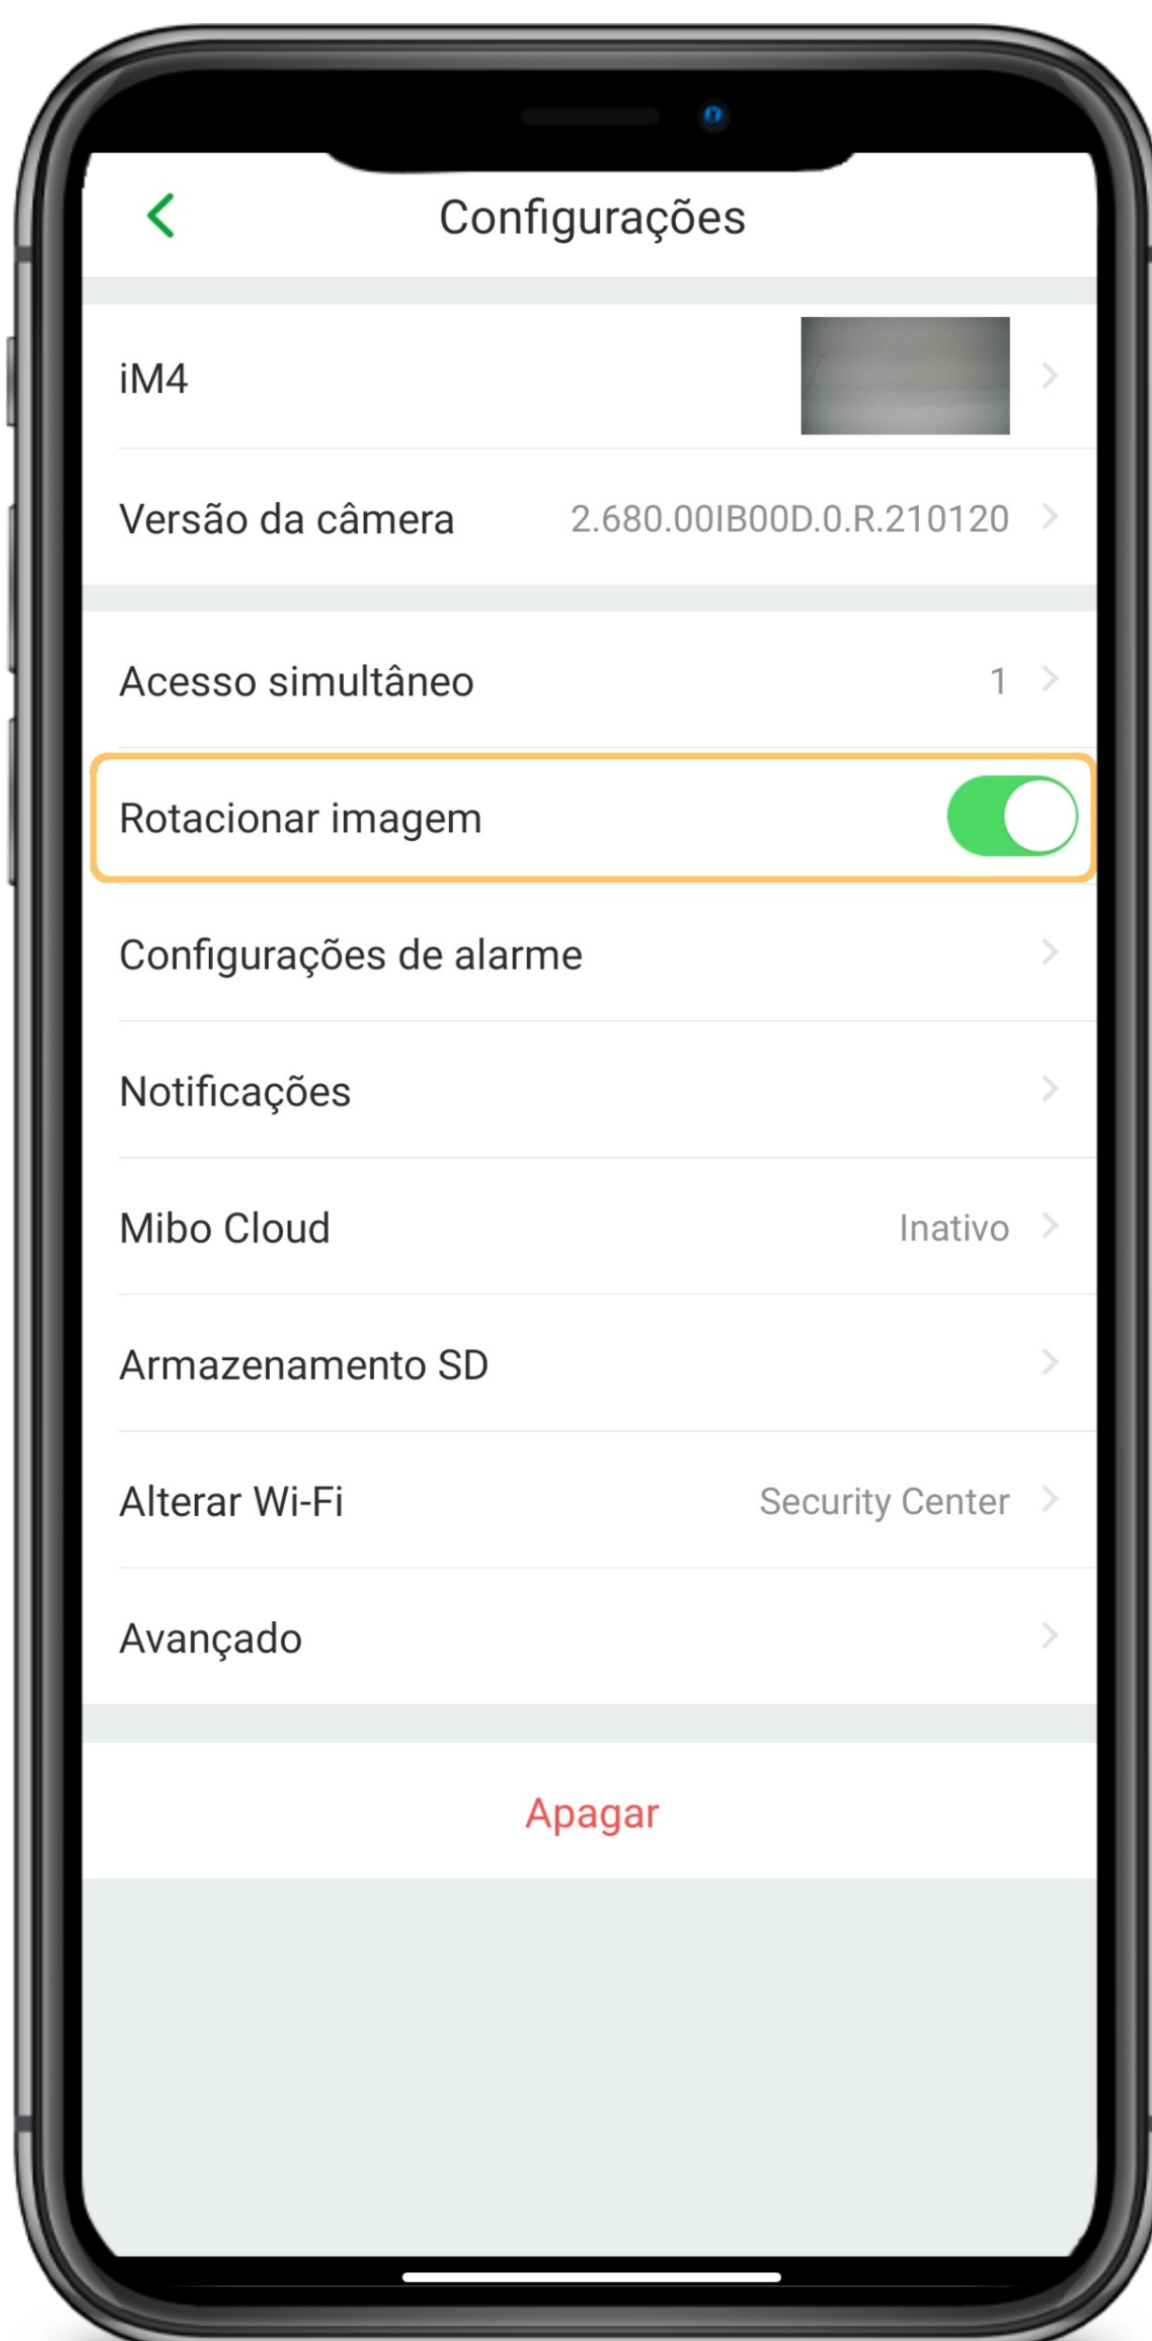 Configurações
iM4
Versão da câmera 2.680.00IB00D.0.R.210120
Acesso simultâneo 1
Rotacionar imagem
Configurações de alarme
Notificações
Mibo Cloud Inativo
Armazenamento SD
Alterar Wi-Fi Security Center
Avançado
Apagar